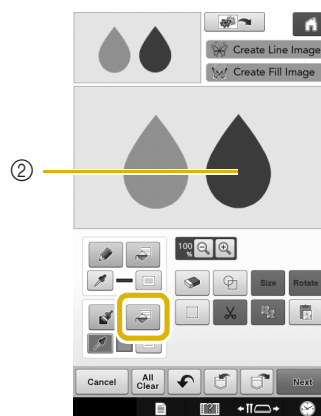 Create Line Image
Create Fill Image
②
100
%
Size
Rotate
Cancel
All
Clear
Next